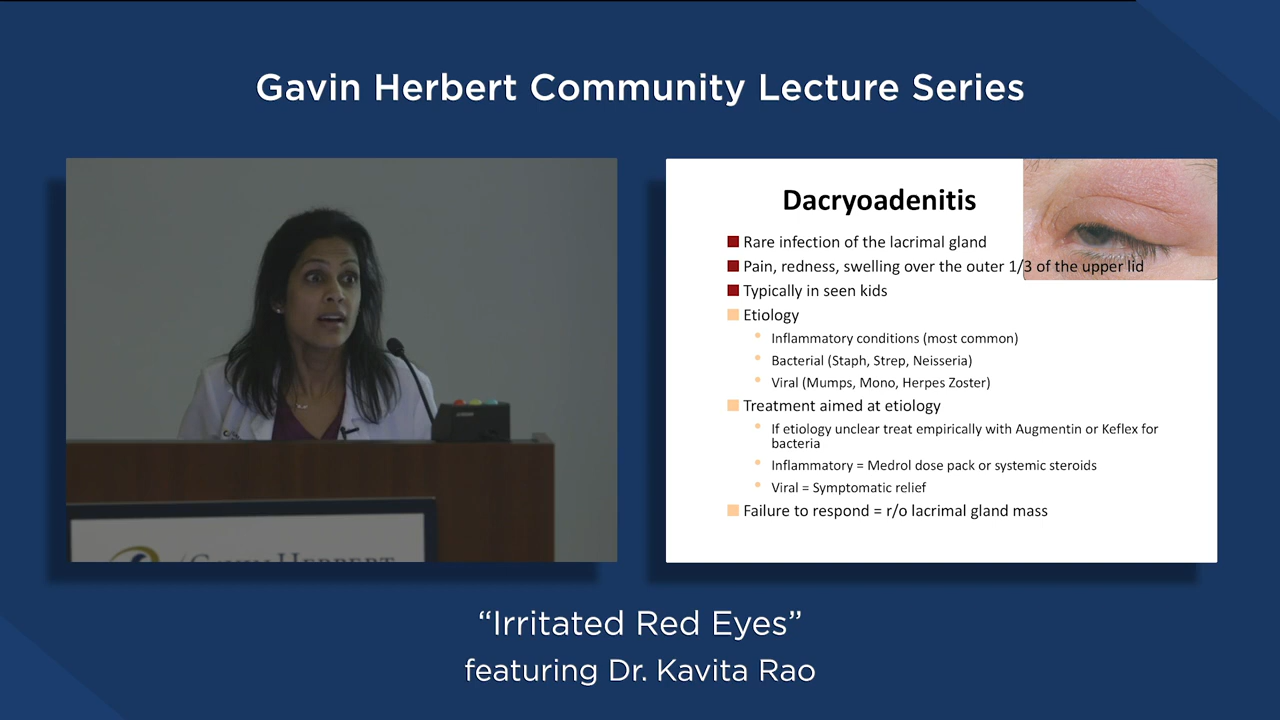 Gavin Herbert Community Lecture Series
Dacryoadenitis
Rare infection of the lacrimal gland
Pain, redness, swelling over the outer 1/3 of the upper lid
Typically in seen kids
Etiology
Inflammatory conditions (most common)
Bacterial (Staph, Strep, Neisseria)
Viral (Mumps, Mono, Herpes Zoster)
Treatment aimed at etiology
If etiology unclear treat empirically with Augmentin or Keflex for
bacteria
Inflammatory = Medrol dose pack or systemic steroids
Viral = Symptomatic relief
Failure to respond = r/o lacrimal gland mass
GAVIN HERBERT
“Irritated Red Eyes”
featuring Dr. Kavita Rao